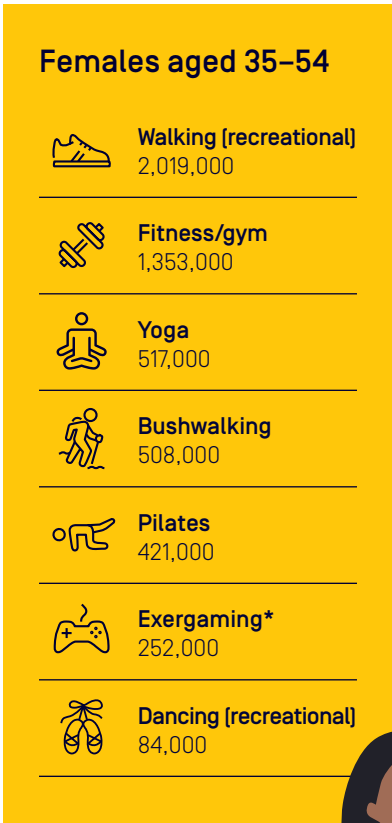 Females aged 35–54
Walking (recreational)
2,019,000
Fitness/gym
1,353,000
Yoga
517,000
Bushwalking
508,000
Pilates
421,000
Exergaming*
252,000
Dancing (recreational)
84,000